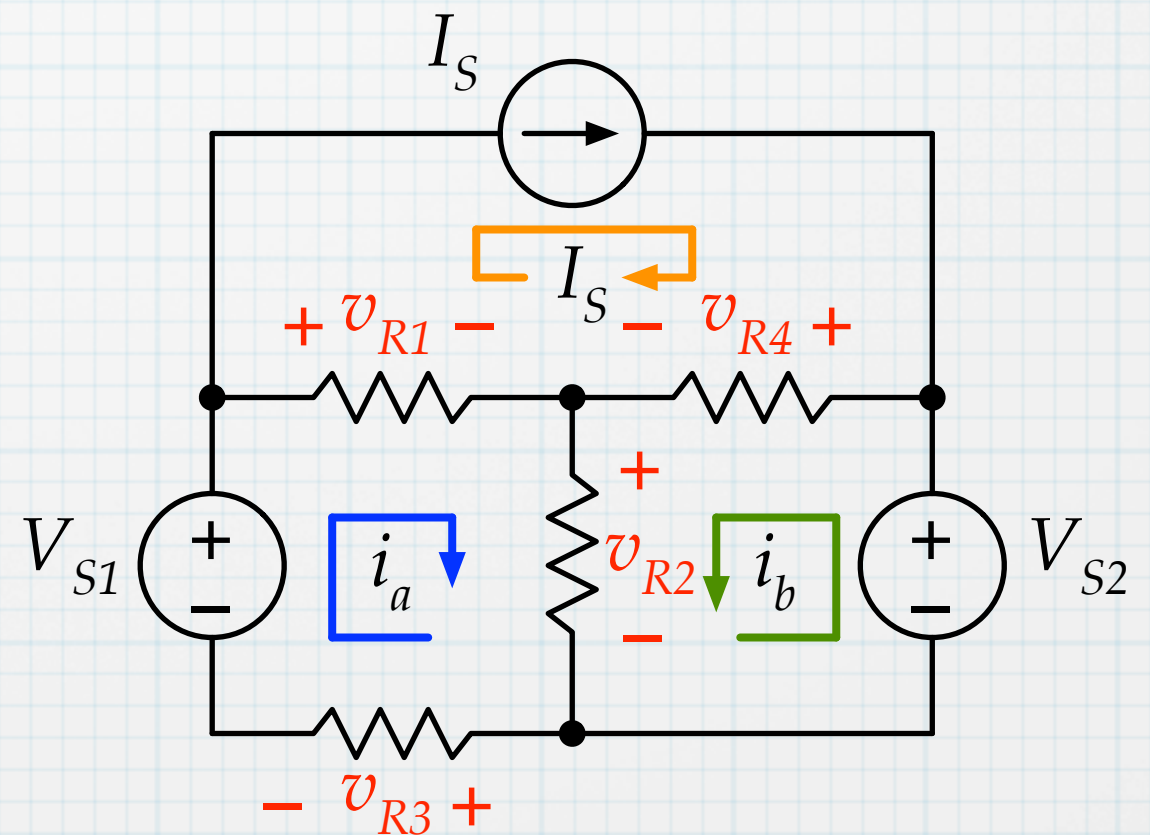 I_S
I_S
+ v_R1 −
− v_R4 +
V_S1
+
−
i_a
+
v_R2
−
i_b
+
−
V_S2
− v_R3 +